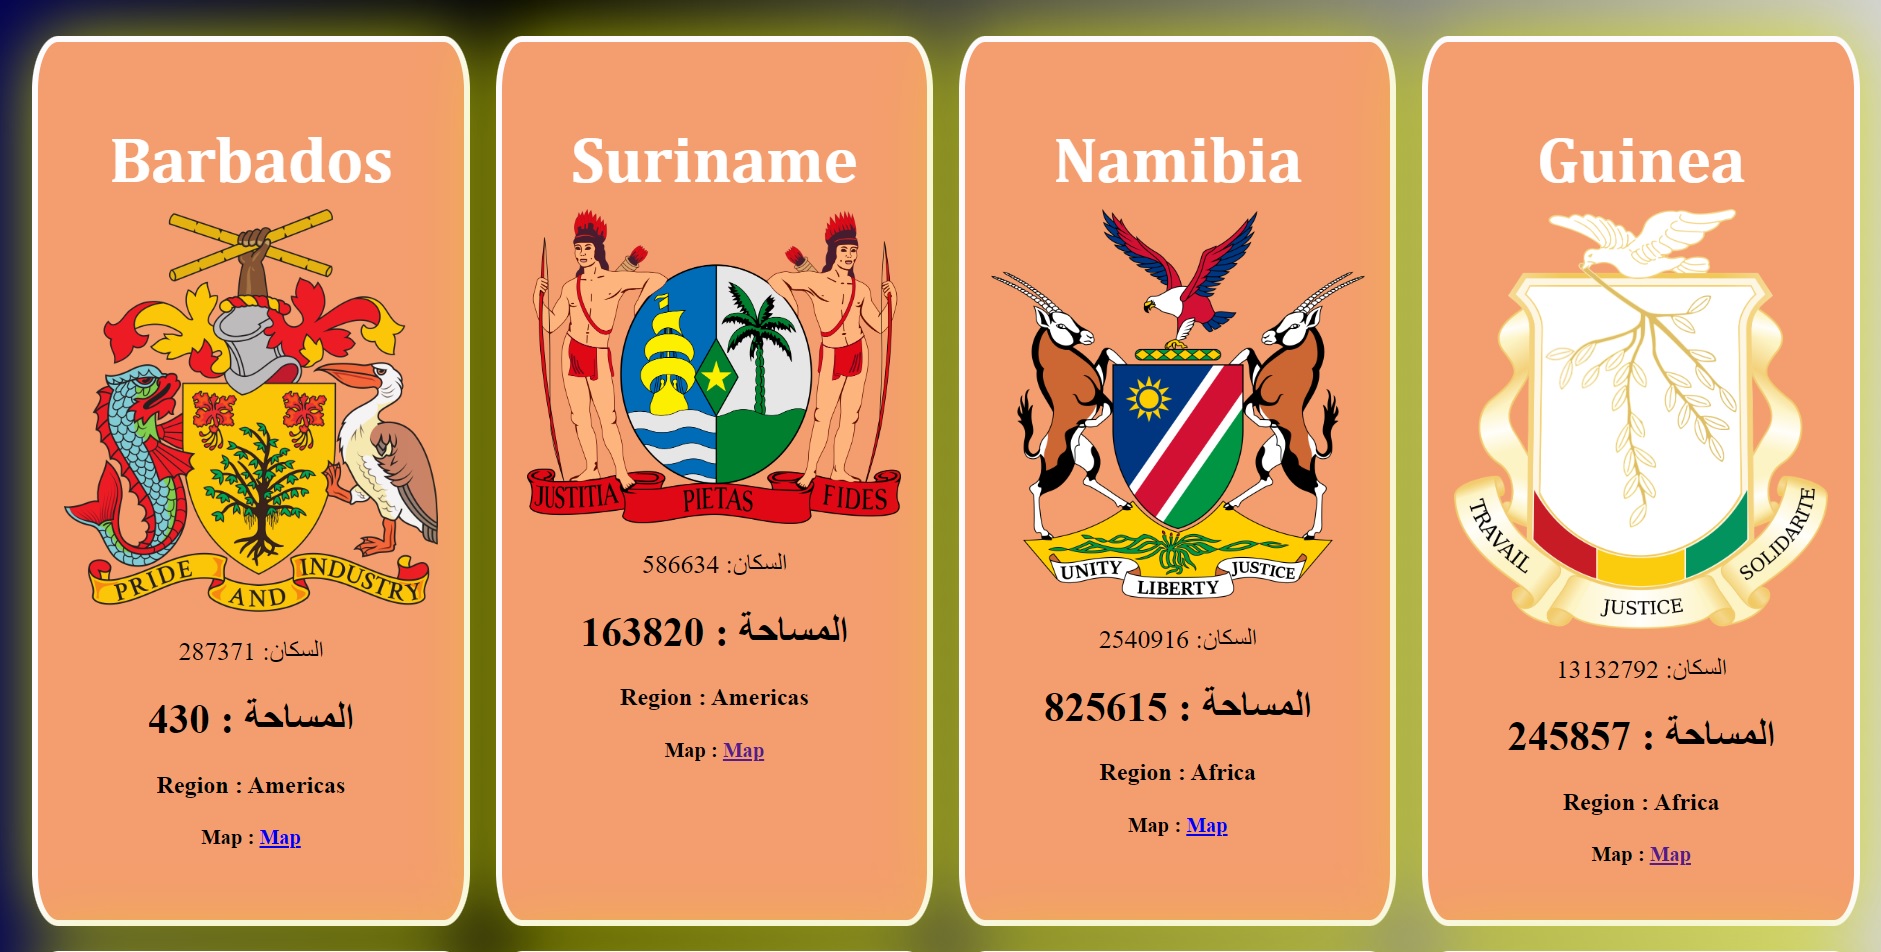 Barbados
PRIDE AND INDUSTRY
السكان: 287371
المساحة : 430
Region : Americas
Map : Map
Suriname
JUSTITIA PIETAS FIDES
السكان: 586634
المساحة : 163820
Region : Americas
Map : Map
Namibia
UNITY LIBERTY JUSTICE
السكان: 2540916
المساحة : 825615
Region : Africa
Map : Map
Guinea
TRAVAIL JUSTICE SOLIDARITE
السكان: 13132792
المساحة : 245857
Region : Africa
Map : Map